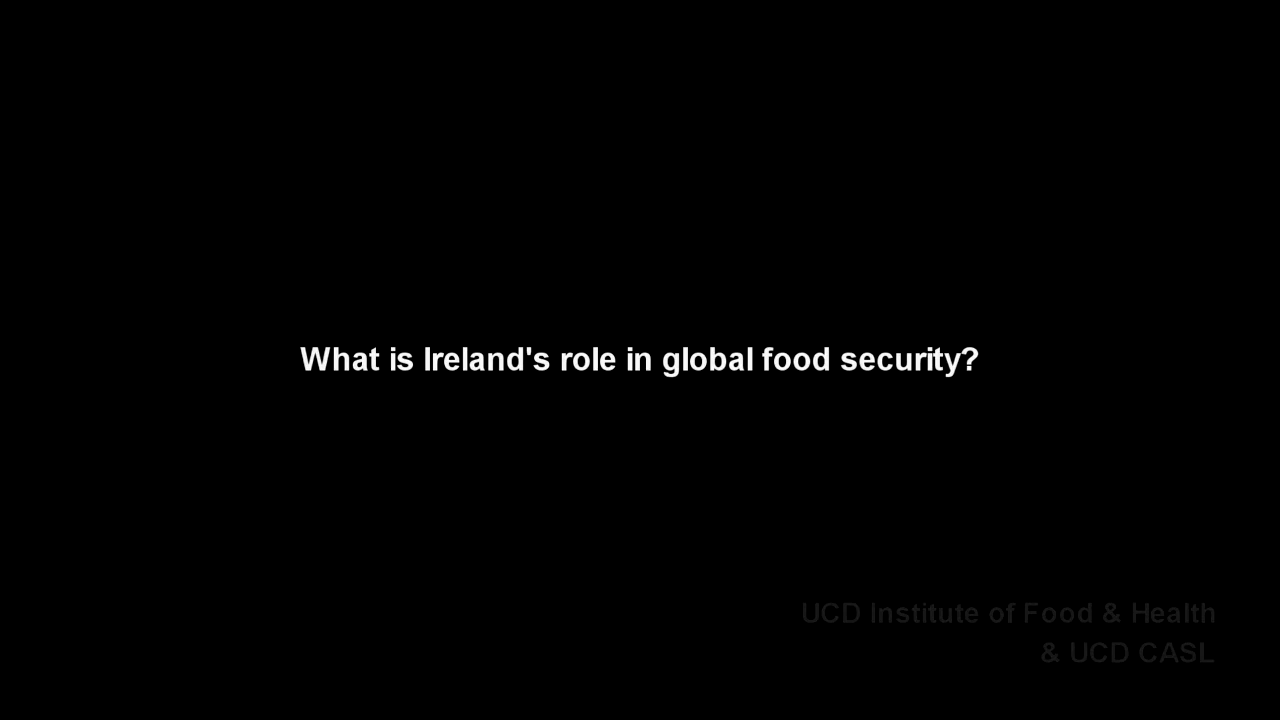 What is Ireland's role in global food security?
UCD Institute of Food & Health
& UCD CASL